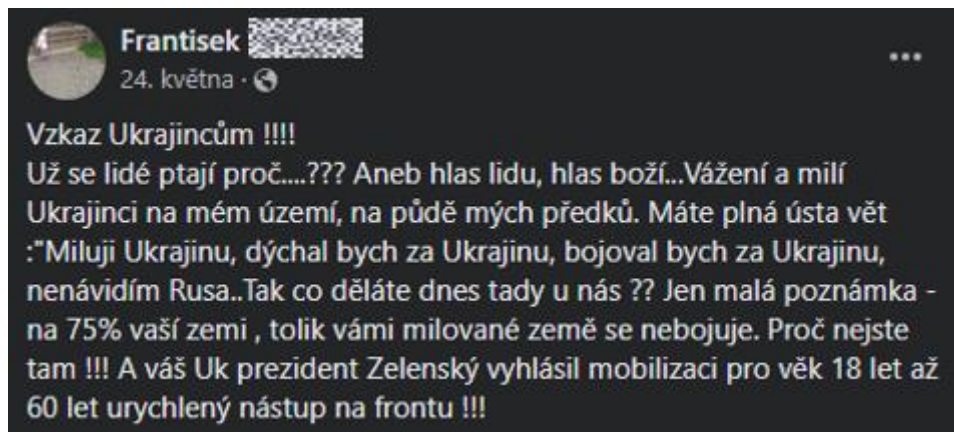 Frantisek
24. května ·
Vzkaz Ukrajincům !!!!
Už se lidé ptají proč....??? Aneb hlas lidu, hlas boží...Vážení a milí
Ukrajinci na mém území, na půdě mých předků. Máte plná ústa vět
:"Miluji Ukrajinu, dýchal bych za Ukrajinu, bojoval bych za Ukrajinu,
nenávidím Rusa..Tak co děláte dnes tady u nás ?? Jen malá poznámka -
na 75% vaší zemi , tolik vámi milované země se nebojuje. Proč nejste
tam !!! A váš Uk prezident Zelenský vyhlásil mobilizaci pro věk 18 let až
60 let urychlený nástup na frontu !!!